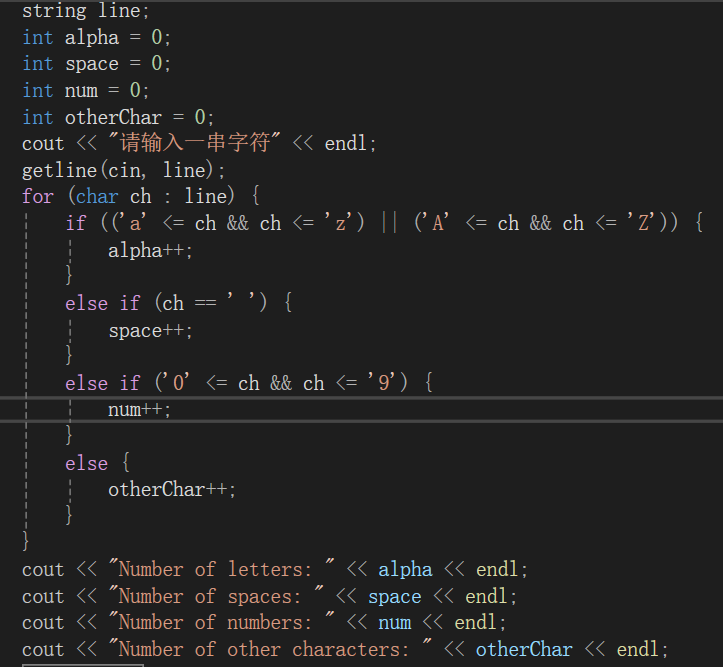 string line;
int alpha = 0;
int space = 0;
int num = 0;
int otherChar = 0;
cout << "请输入一串字符" << endl;
getline(cin, line);
for (char ch : line) {
if (('a' <= ch && ch <= 'z') || ('A' <= ch && ch <= 'Z')) {
alpha++;
}
else if (ch == ' ') {
space++;
}
else if ('0' <= ch && ch <= '9') {
num++;
}
else {
otherChar++;
}
}
cout << "Number of letters: " << alpha << endl;
cout << "Number of spaces: " << space << endl;
cout << "Number of numbers: " << num << endl;
cout << "Number of other characters: " << otherChar << endl;